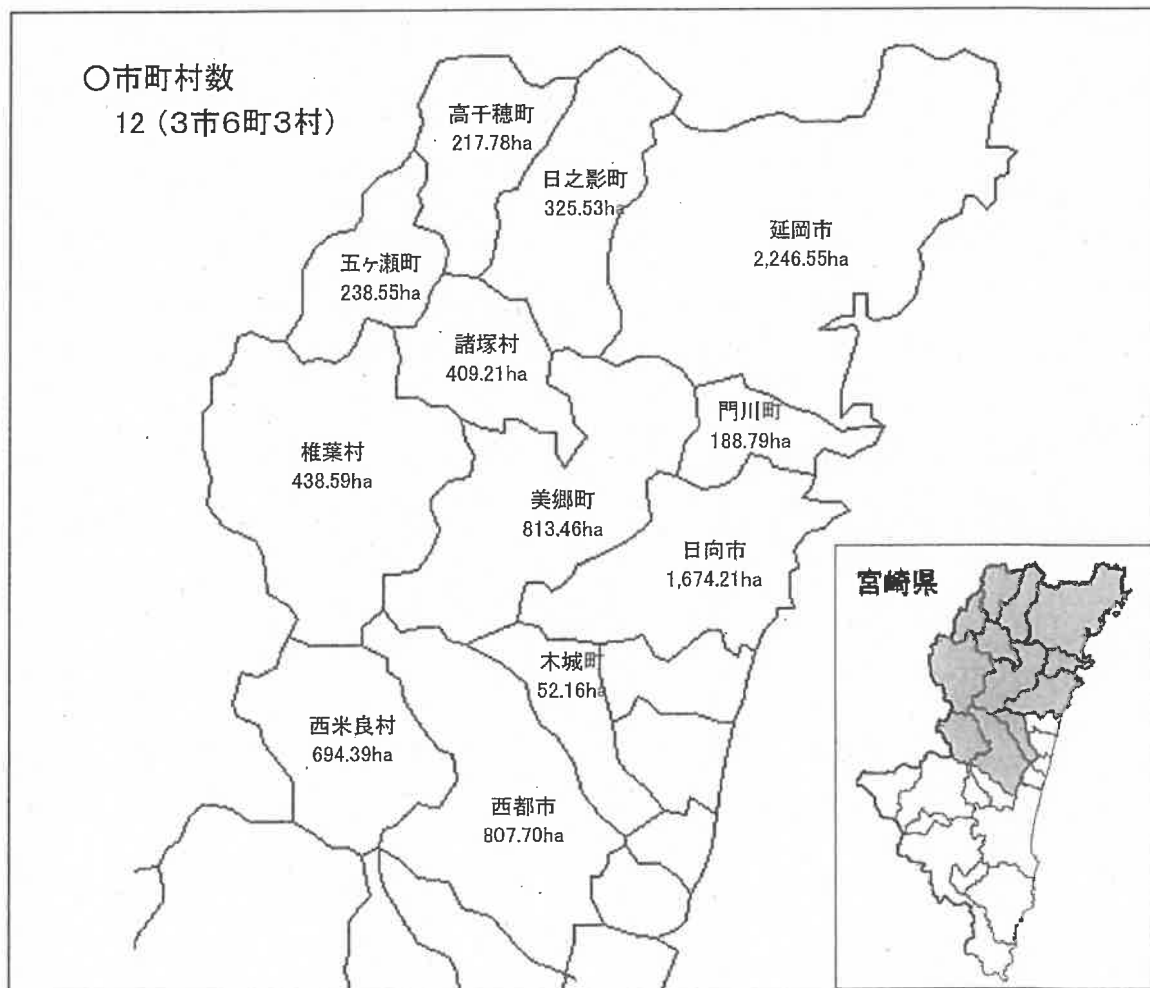 ○市町村数
12（3市6町3村）
高千穂町
217.78ha
日之影町
325.53ha
延岡市
2,246.55ha
五ヶ瀬町
238.55ha
諸塚村
409.21ha
門川町
188.79ha
椎葉村
438.59ha
美郷町
813.46ha
日向市
1,674.21ha
宮崎県
木城町
52.16ha
西米良村
694.39ha
西都市
807.70ha